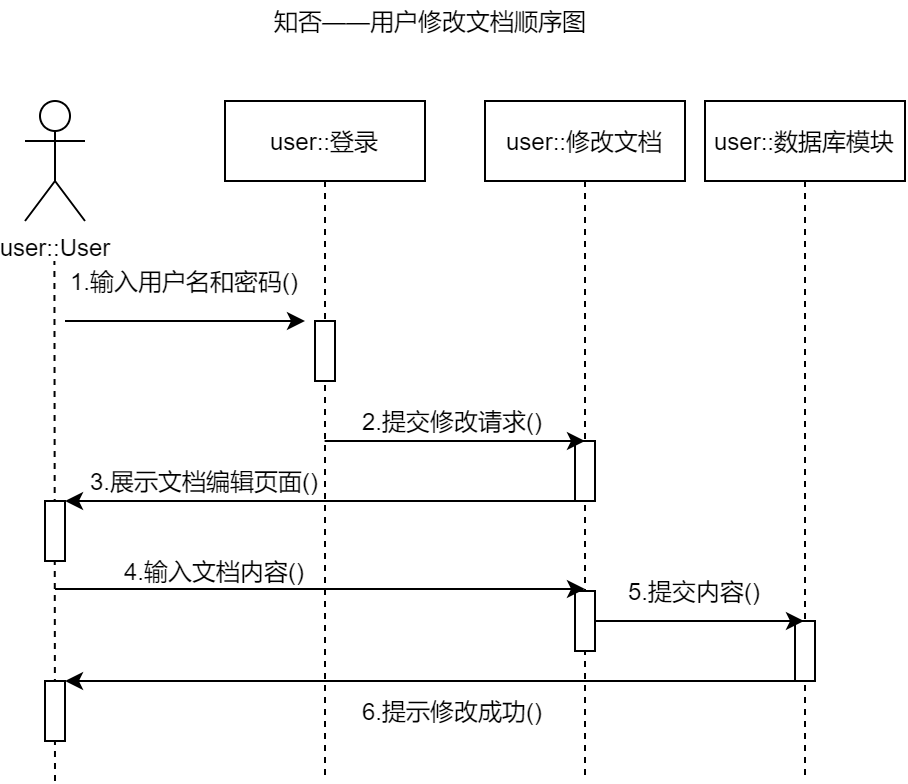 知否——用户修改文档顺序图
user::登录
user::修改文档
user::数据库模块
user::User
1.输入用户名和密码()
2.提交修改请求()
3.展示文档编辑页面()
4.输入文档内容()
5.提交内容()
6.提示修改成功()